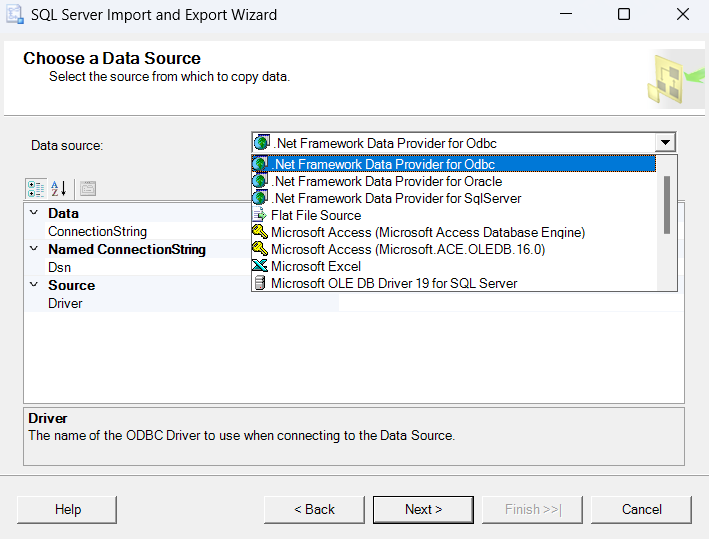 SQL Server Import and Export Wizard
Choose a Data Source
Select the source from which to copy data.
Data source:
.Net Framework Data Provider for Odbc
.Net Framework Data Provider for Odbc
.Net Framework Data Provider for Oracle
.Net Framework Data Provider for SqlServer
Flat File Source
Microsoft Access (Microsoft Access Database Engine)
Microsoft Access (Microsoft.ACE.OLEDB.16.0)
Microsoft Excel
Microsoft OLE DB Driver 19 for SQL Server
Data
ConnectionString
Named ConnectionString
Dsn
Source
Driver
Driver
The name of the ODBC Driver to use when connecting to the Data Source.
Help
< Back
Next >
Finish >>|
Cancel